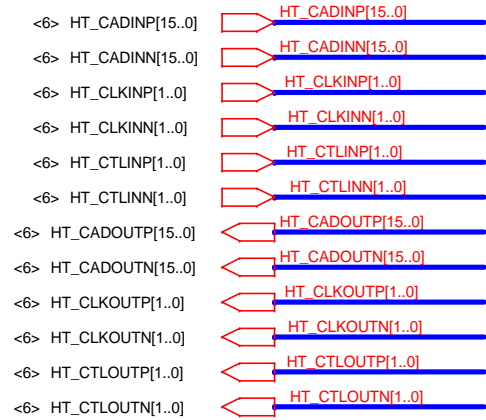 <6> HT_CADINP[15..0] HT_CADINP[15..0]
<6> HT_CADINN[15..0] HT_CADINN[15..0]
<6> HT_CLKINP[1..0] HT_CLKINP[1..0]
<6> HT_CLKINN[1..0] HT_CLKINN[1..0]
<6> HT_CTLINP[1..0] HT_CTLINP[1..0]
<6> HT_CTLINN[1..0] HT_CTLINN[1..0]
<6> HT_CADOUTP[15..0] HT_CADOUTP[15..0]
<6> HT_CADOUTN[15..0] HT_CADOUTN[15..0]
<6> HT_CLKOUTP[1..0] HT_CLKOUTP[1..0]
<6> HT_CLKOUTN[1..0] HT_CLKOUTN[1..0]
<6> HT_CTLOUTP[1..0] HT_CTLOUTP[1..0]
<6> HT_CTLOUTN[1..0] HT_CTLOUTN[1..0]